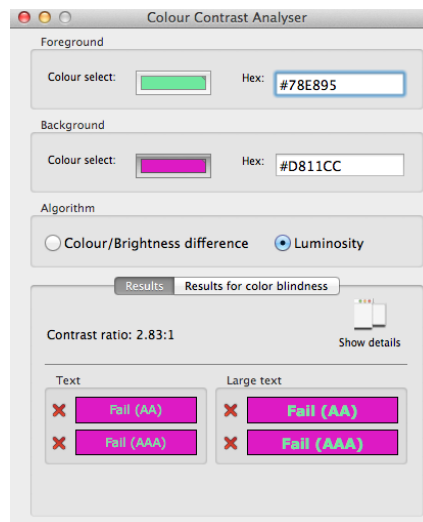 Colour Contrast Analyser
Foreground
Colour select:
Hex: #78E895
Background
Colour select:
Hex: #D811CC
Algorithm
Colour/Brightness difference Luminosity
Results Results for color blindness
Contrast ratio: 2.83:1
Show details
Text
Fail (AA)
Fail (AAA)
Large text
Fail (AA)
Fail (AAA)